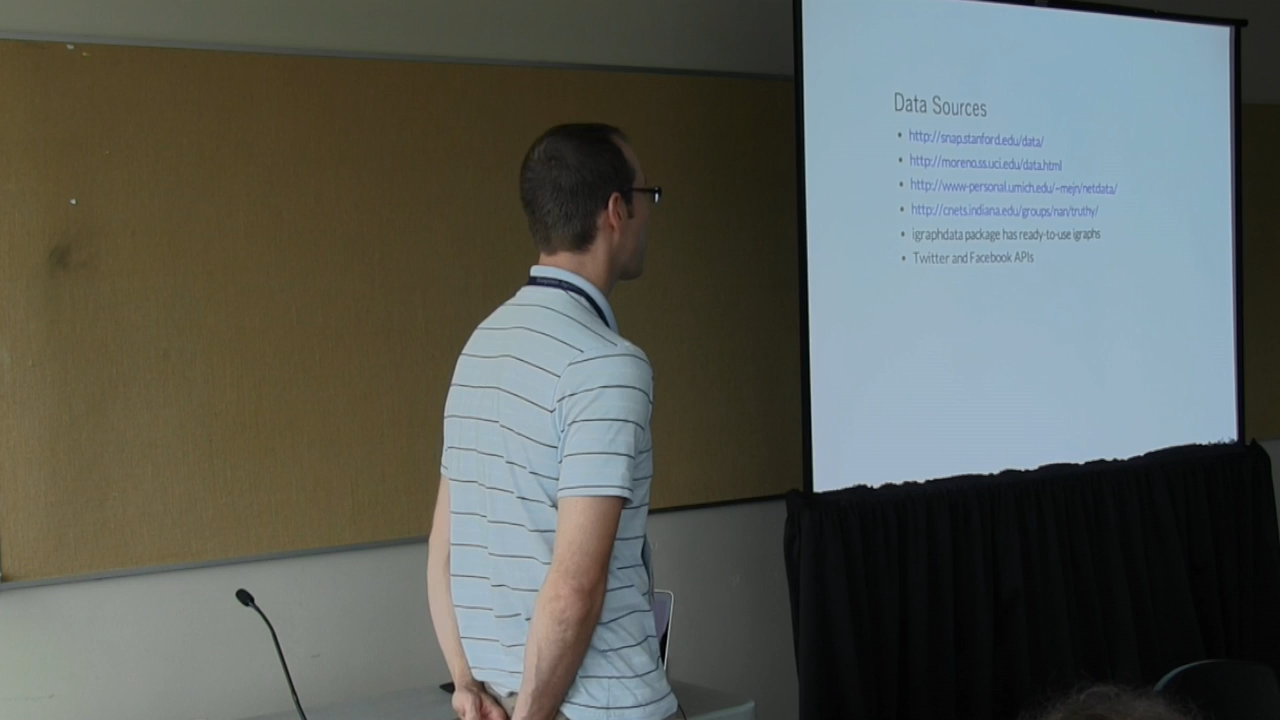 Data Sources
• http://snap.stanford.edu/data/
• http://moreno.ss.uci.edu/data.html
• http://www-personal.umich.edu/~mejn/netdata/
• http://cnets.indiana.edu/groups/nan/truthy/
• igraphdata package has ready-to-use igraphs
• Twitter and Facebook APIs